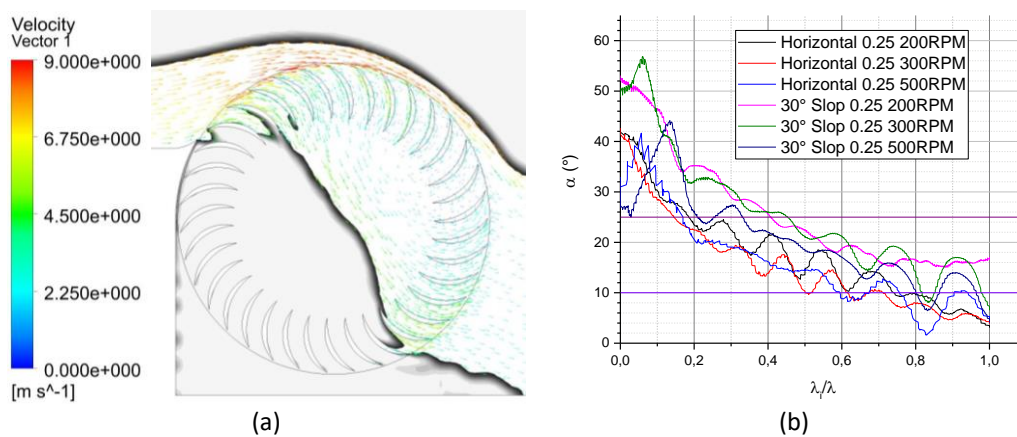 Velocity
Vector 1
9.000e+000
6.750e+000
4.500e+000
2.250e+000
0.000e+000
[m s^-1]
(a)
60
50
40
30
20
10
0
α (°)
Horizontal 0.25 200RPM
Horizontal 0.25 300RPM
Horizontal 0.25 500RPM
30° Slop 0.25 200RPM
30° Slop 0.25 300RPM
30° Slop 0.25 500RPM
0,0 0,2 0,4 0,6 0,8 1,0
λi/λ
(b)